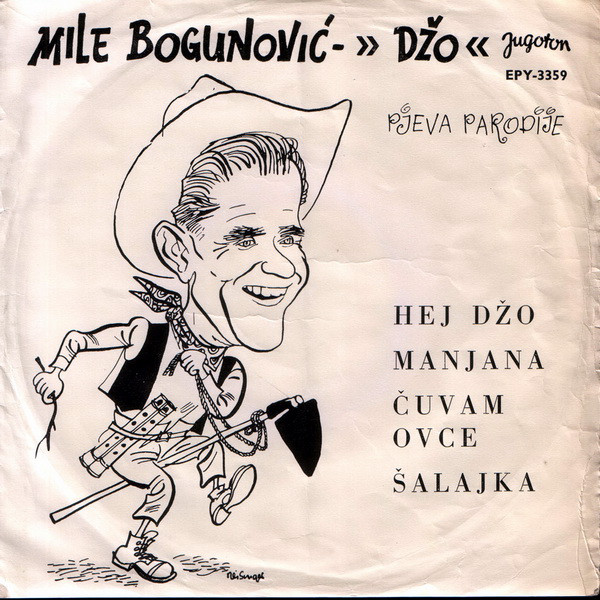 MILE BOGUNOVIĆ-» DŽO «
Jugoton
EPY-3359
PJEVA PARODIJE
HEJ DŽO
MANJANA
ČUVAM
OVCE
ŠALAJKA